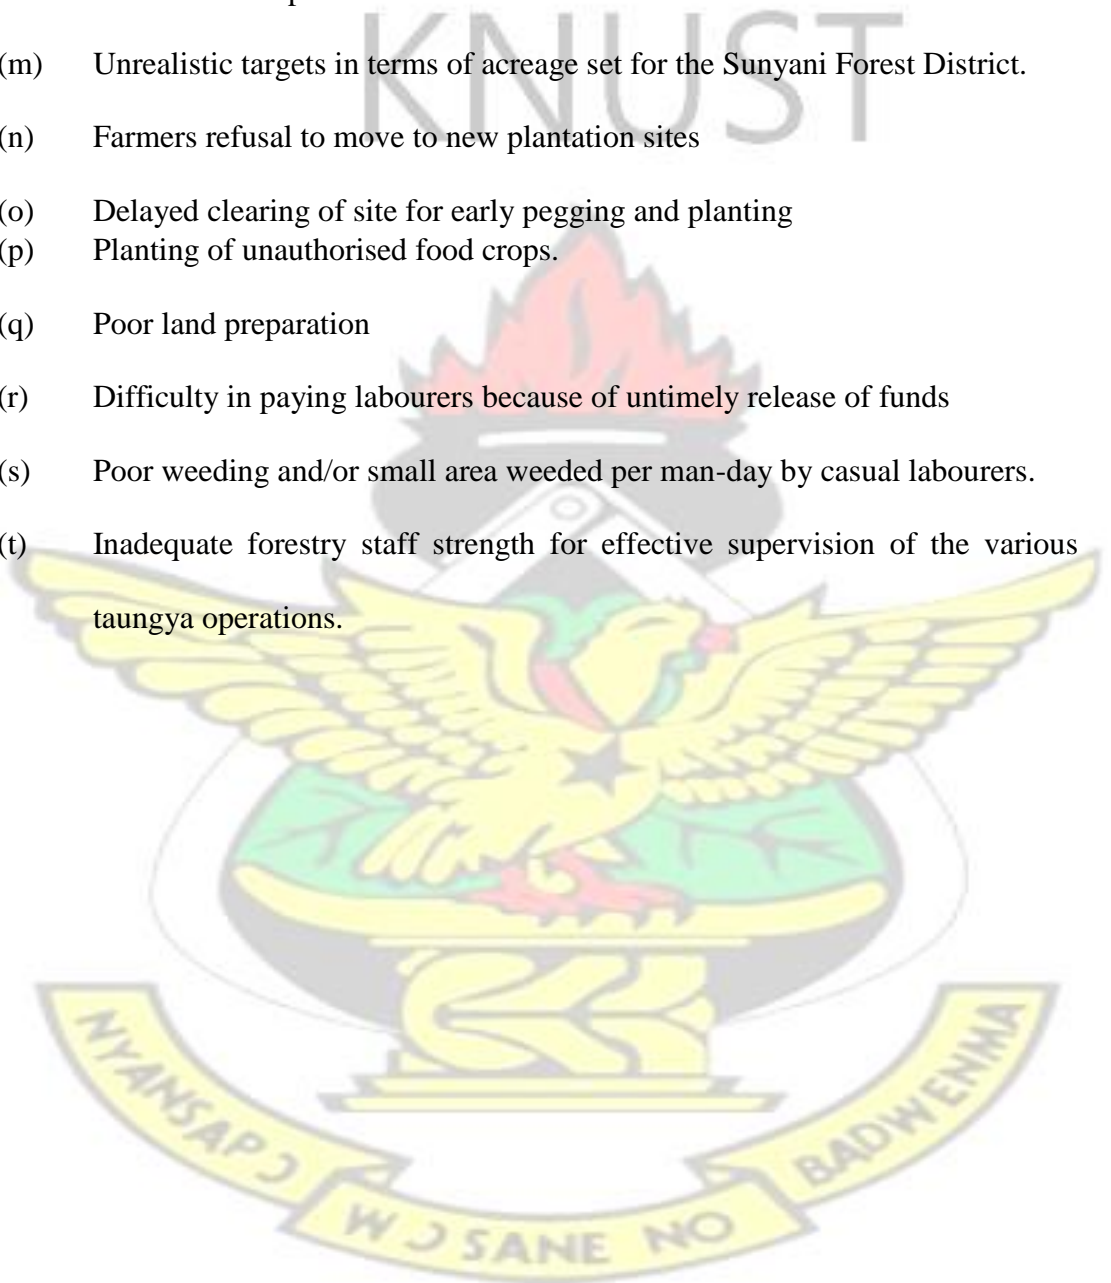 KNUST
(m) Unrealistic targets in terms of acreage set for the Sunyani Forest District.
(n) Farmers refusal to move to new plantation sites
(o) Delayed clearing of site for early pegging and planting
(p) Planting of unauthorised food crops.
(q) Poor land preparation
(r) Difficulty in paying labourers because of untimely release of funds
(s) Poor weeding and/or small area weeded per man-day by casual labourers.
(t) Inadequate forestry staff strength for effective supervision of the various
taungya operations.
NYANSAPƆ
WƆSANE NO
BADWENMA